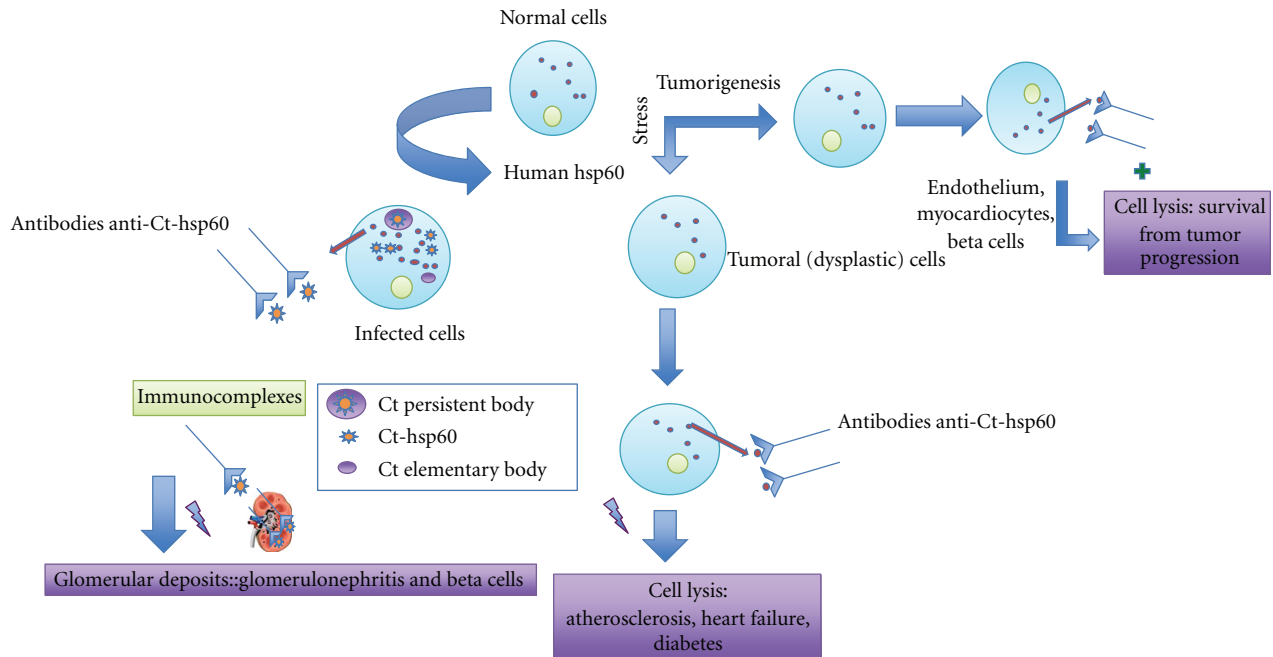 Normal cells
Tumorigenesis
Stress
Human hsp60
Antibodies anti-Ct-hsp60
Infected cells
Tumoral (dysplastic) cells
Endothelium,
myocardiocytes,
beta cells
Cell lysis: survival
from tumor
progression
Immunocomplexes
Ct persistent body
Ct-hsp60
Ct elementary body
Antibodies anti-Ct-hsp60
Glomerular deposits::glomerulonephritis and beta cells
Cell lysis:
atherosclerosis, heart failure,
diabetes